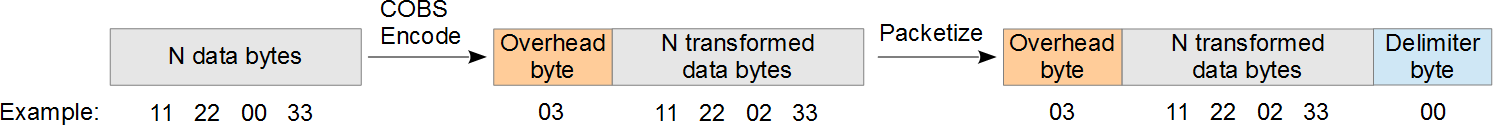 COBS
Encode
N data bytes
Overhead
byte
N transformed
data bytes
Packetize
Overhead
byte
N transformed
data bytes
Delimiter
byte
Example:
11 22 00 33
03
11 22 02 33
03
11 22 02 33
00